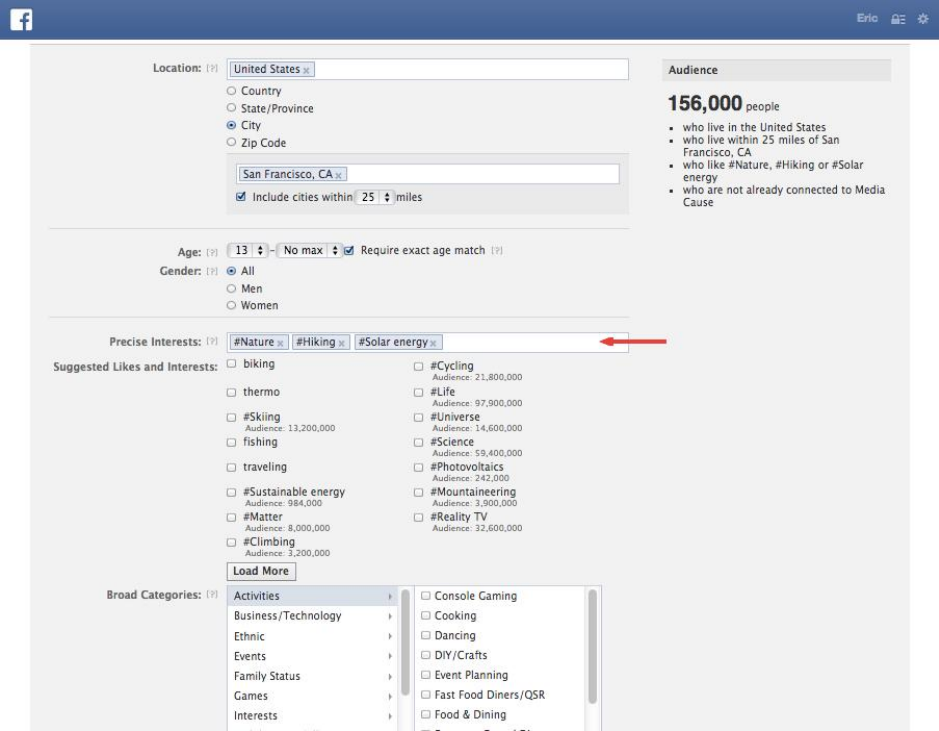 f Eric
Location: [?] United States x
Country
State/Province
City
Zip Code
San Francisco, CA x
Include cities within 25 miles
Age: [?] 13 - No max Require exact age match [?]
Gender: [?] All
Men
Women
Precise Interests: [?] #Nature x #Hiking x #Solar energy x
Suggested Likes and Interests: biking #Cycling
Audience: 21,800,000
thermo #Life
Audience: 97,900,000
#Skiing #Universe
Audience: 13,200,000 Audience: 14,600,000
fishing #Science
Audience: 59,400,000
traveling #Photovoltaics
Audience: 242,000
#Sustainable energy #Mountaineering
Audience: 984,000 Audience: 3,900,000
#Matter #Reality TV
Audience: 8,000,000 Audience: 32,600,000
#Climbing
Audience: 3,200,000
Load More
Broad Categories: [?] Activities Console Gaming
Business/Technology Cooking
Ethnic Dancing
Events DIY/Crafts
Family Status Event Planning
Games Fast Food Diners/QSR
Interests Food & Dining
Audience
156,000 people
who live in the United States
who live within 25 miles of San
Francisco, CA
who like #Nature, #Hiking or #Solar
energy
who are not already connected to Media
Cause